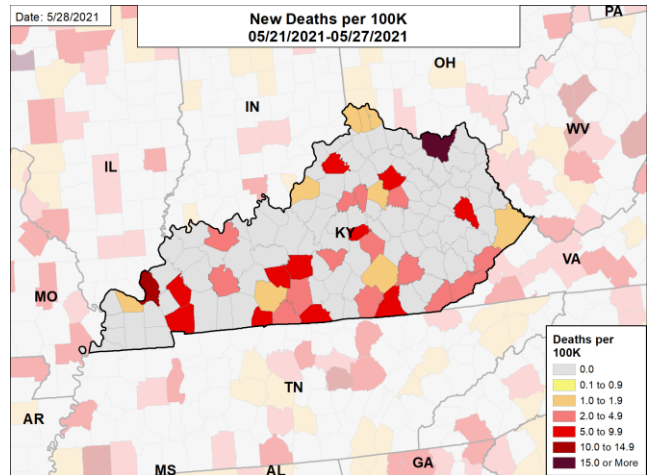 Date: 5/28/2021
New Deaths per 100K
05/21/2021-05/27/2021
PA
OH
IN
WV
IL
KY
VA
MO
TN
AR
MS
AL
GA
Deaths per
100K
0.0
0.1 to 0.9
1.0 to 1.9
2.0 to 4.9
5.0 to 9.9
10.0 to 14.9
15.0 or More